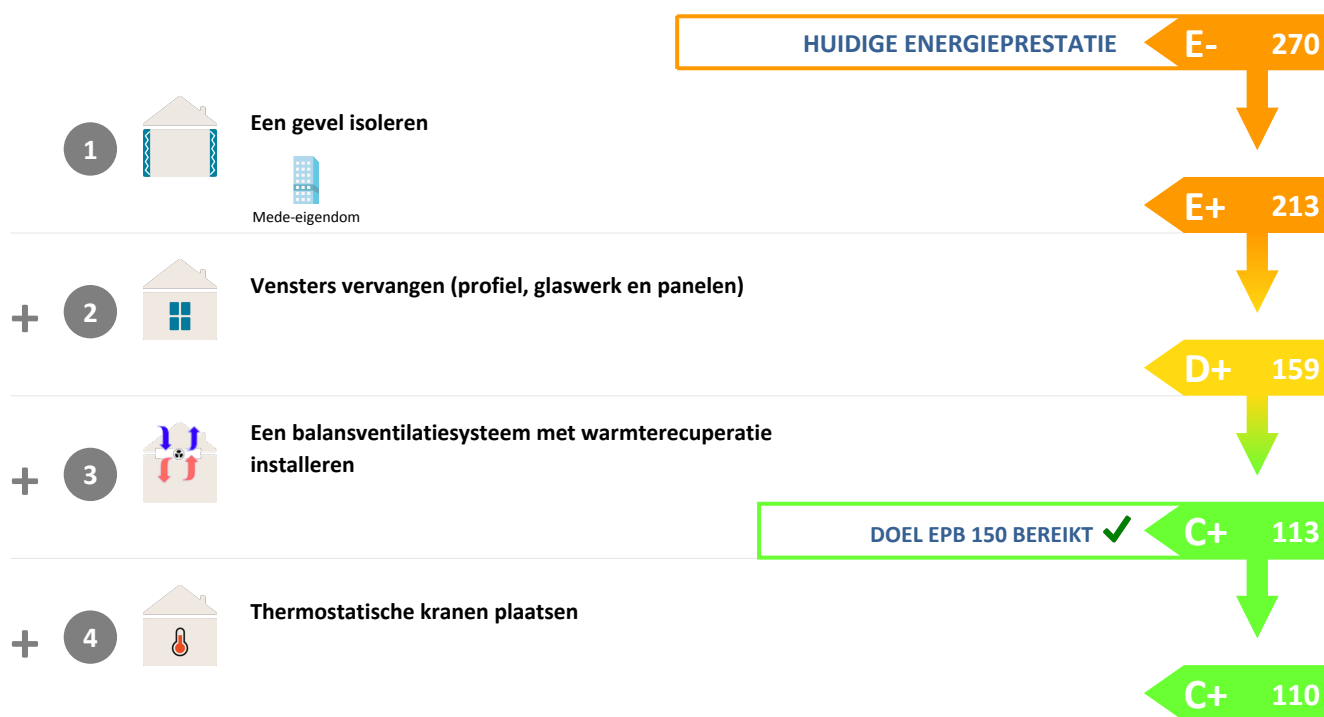 HUIDIGE ENERGIEPRESTATIE E- 270
1 Een gevel isoleren
Mede-eigendom
E+ 213
+ 2 Vensters vervangen (profiel, glaswerk en panelen)
D+ 159
+ 3 Een balansventilatiesysteem met warmterecuperatie
installeren
DOEL EPB 150 BEREIKT ✔ C+ 113
+ 4 Thermostatische kranen plaatsen
C+ 110